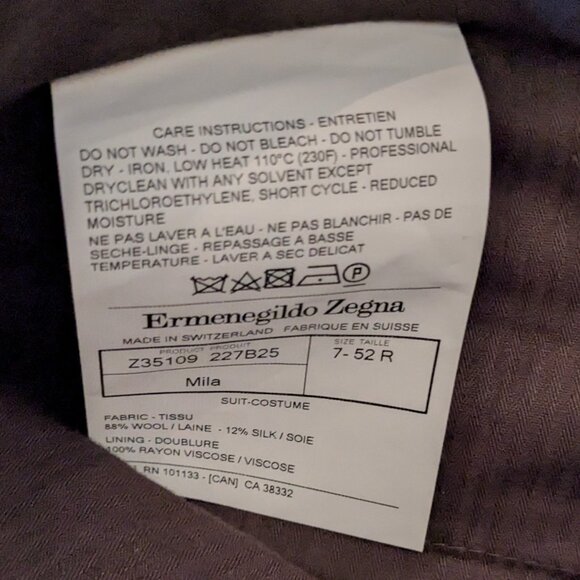 CARE INSTRUCTIONS - ENTRETIEN
DO NOT WASH - DO NOT BLEACH - DO NOT TUMBLE
DRY - IRON, LOW HEAT 110°C (230F) - PROFESSIONAL
DRYCLEAN WITH ANY SOLVENT EXCEPT
TRICHLOROETHYLENE, SHORT CYCLE - REDUCED
MOISTURE
NE PAS LAVER A L'EAU - NE PAS BLANCHIR - PAS DE
SECHE-LINGE - REPASSAGE A BASSE
TEMPERATURE - LAVER A SEC DELICAT
P
Ermenegildo Zegna
MADE IN SWITZERLAND FABRIQUE EN SUISSE
PRODUCT PRODUIT
Z35109 227B25
SIZE TAILLE
7- 52 R
Mila
SUIT-COSTUME
FABRIC - TISSU
88% WOOL / LAINE - 12% SILK / SOIE
LINING - DOUBLURE
100% RAYON VISCOSE / VISCOSE
RN 101133 - [CAN] CA 38332